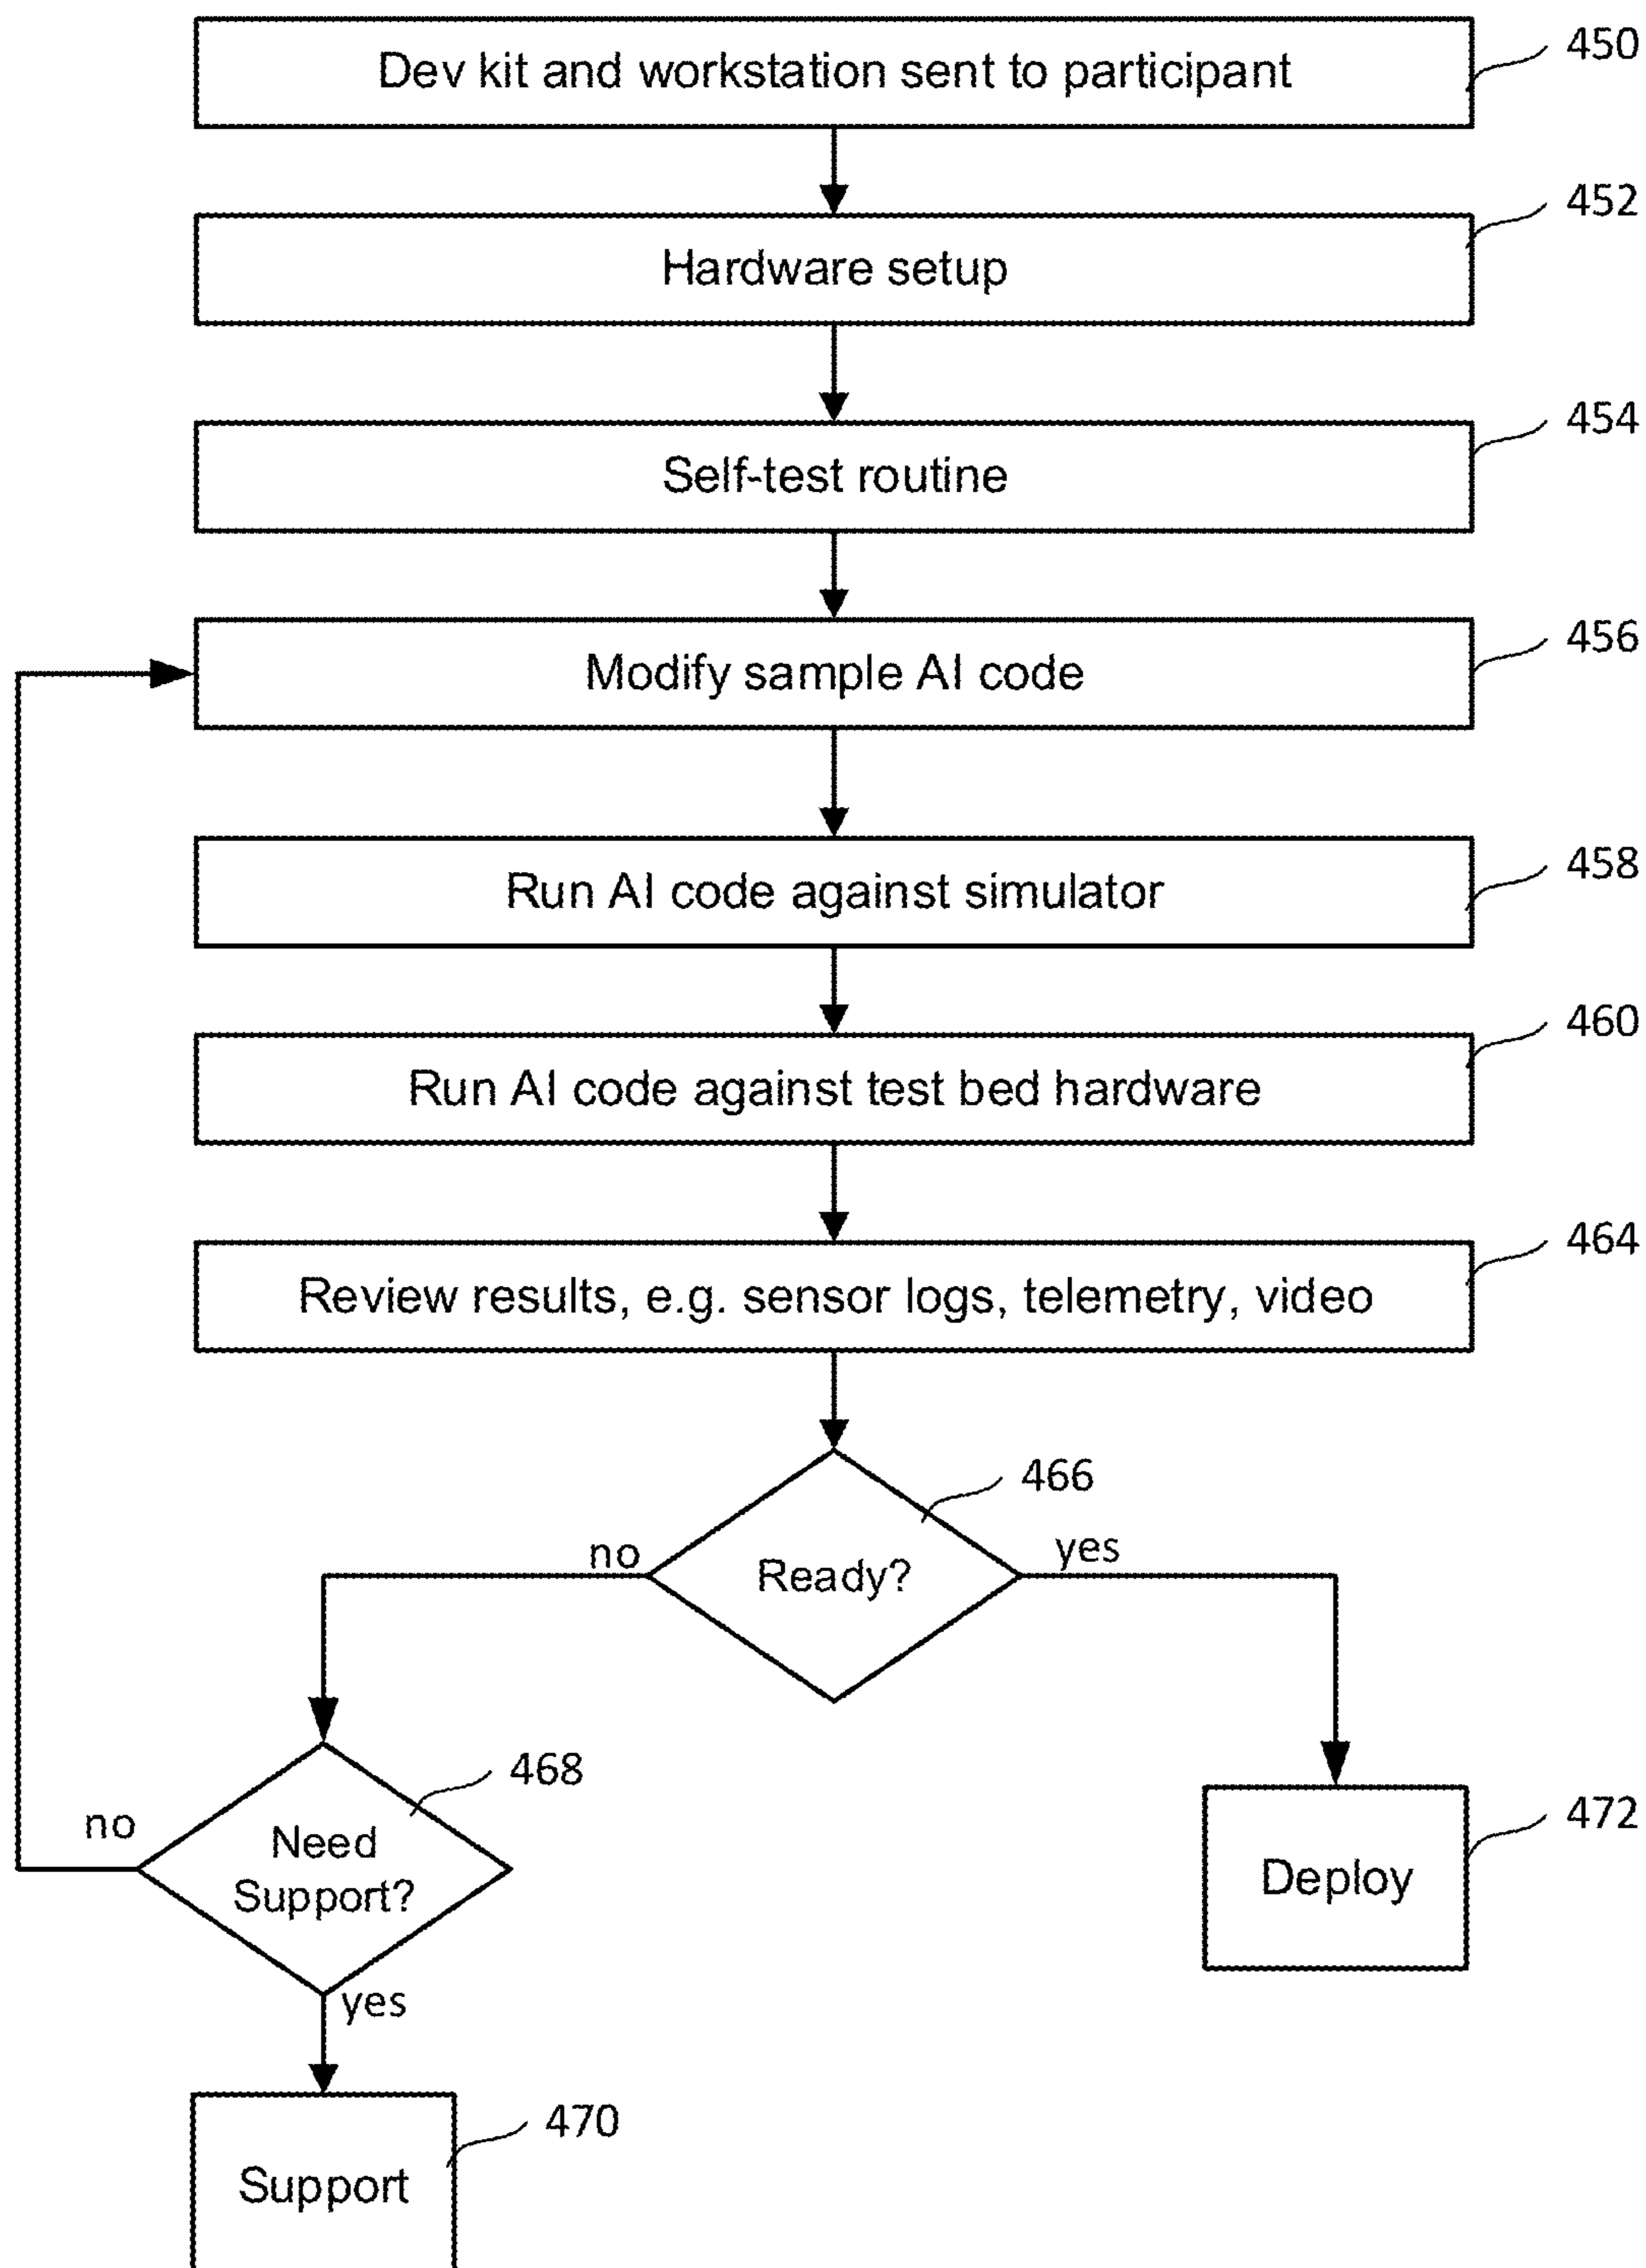 Dev kit and workstation sent to participant
450
Hardware setup
452
Self-test routine
454
Modify sample AI code
456
Run AI code against simulator
458
Run AI code against test bed hardware
460
Review results, e.g. sensor logs, telemetry, video
464
466
Ready?
no
yes
468
Need
Support?
no
yes
472
Deploy
470
Support